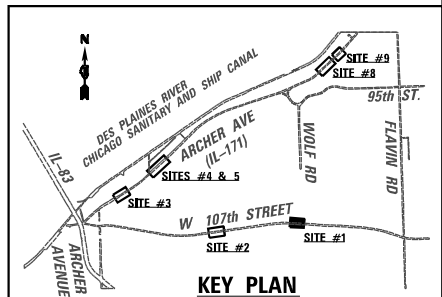 N
SITE #9
SITE #8
95th ST.
DES PLAINES RIVER
CHICAGO SANITARY AND SHIP CANAL
ARCHER AVE
(IL-171)
WOLF RD
FLAVIN RD
IL-83
SITES #4 & 5
SITE #3
W 107th STREET
SITE #2
SITE #1
ARCHER
AVENUE
KEY PLAN